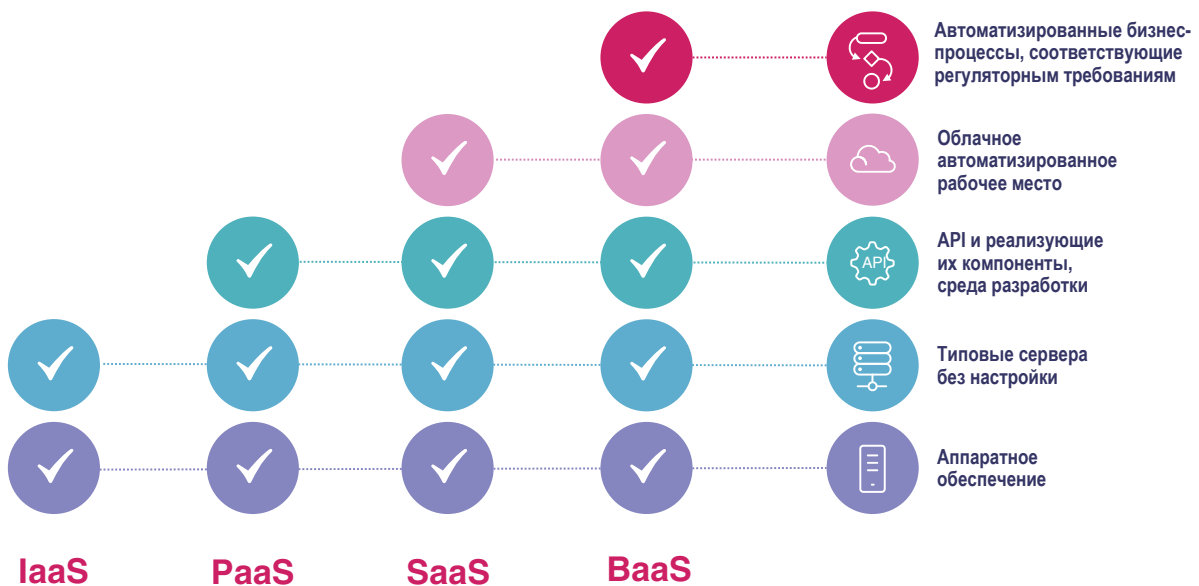 Автоматизированные бизнес-
процессы, соответствующие
регуляторным требованиям
Облачное
автоматизированное
рабочее место
API и реализующие
их компоненты,
среда разработки
API
Типовые сервера
без настройки
Аппаратное
обеспечение
IaaS PaaS SaaS BaaS